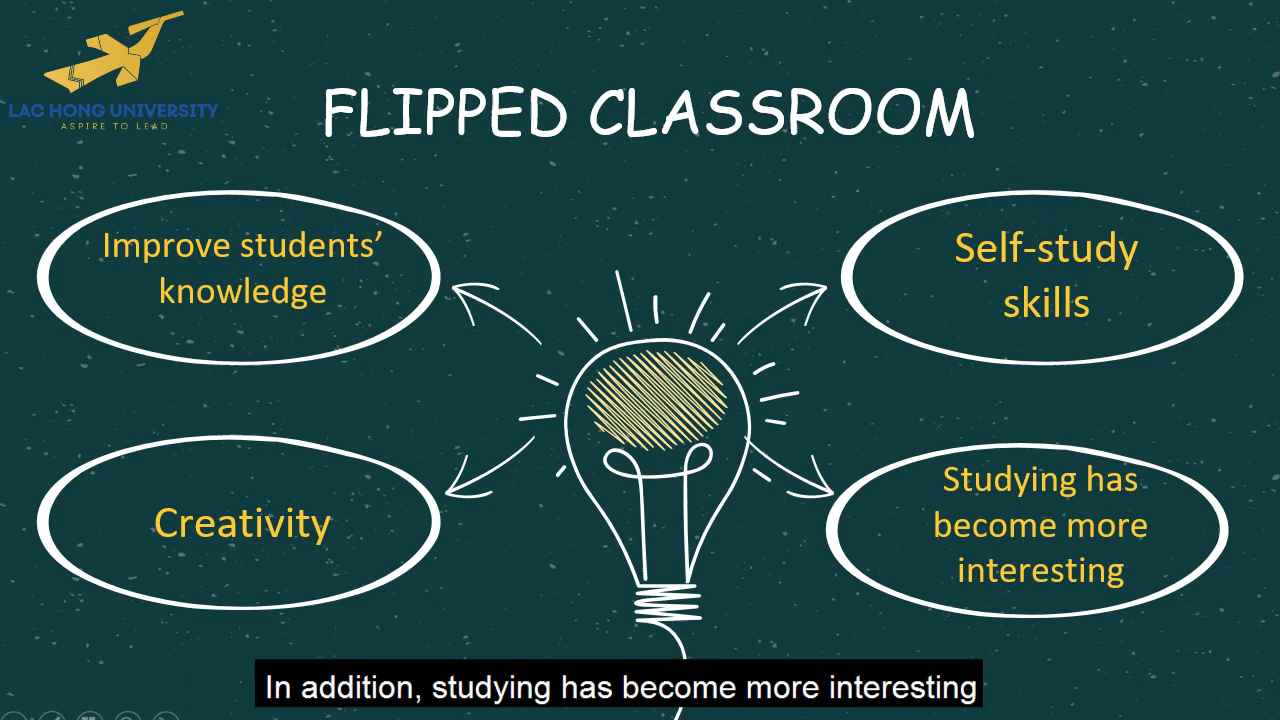 LAC HONG UNIVERSITY
ASPIRE TO LEAD
FLIPPED CLASSROOM
Improve students’
knowledge
Self-study
skills
Creativity
Studying has
become more
interesting
In addition, studying has become more interesting